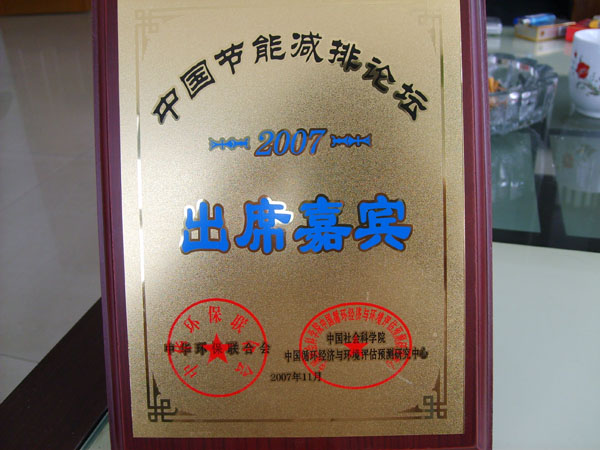 中国节能减排论坛
2007
出席嘉宾
中华环保联合会
中国社会科学院
中国循环经济与环境评估预测研究中心
2007年11月